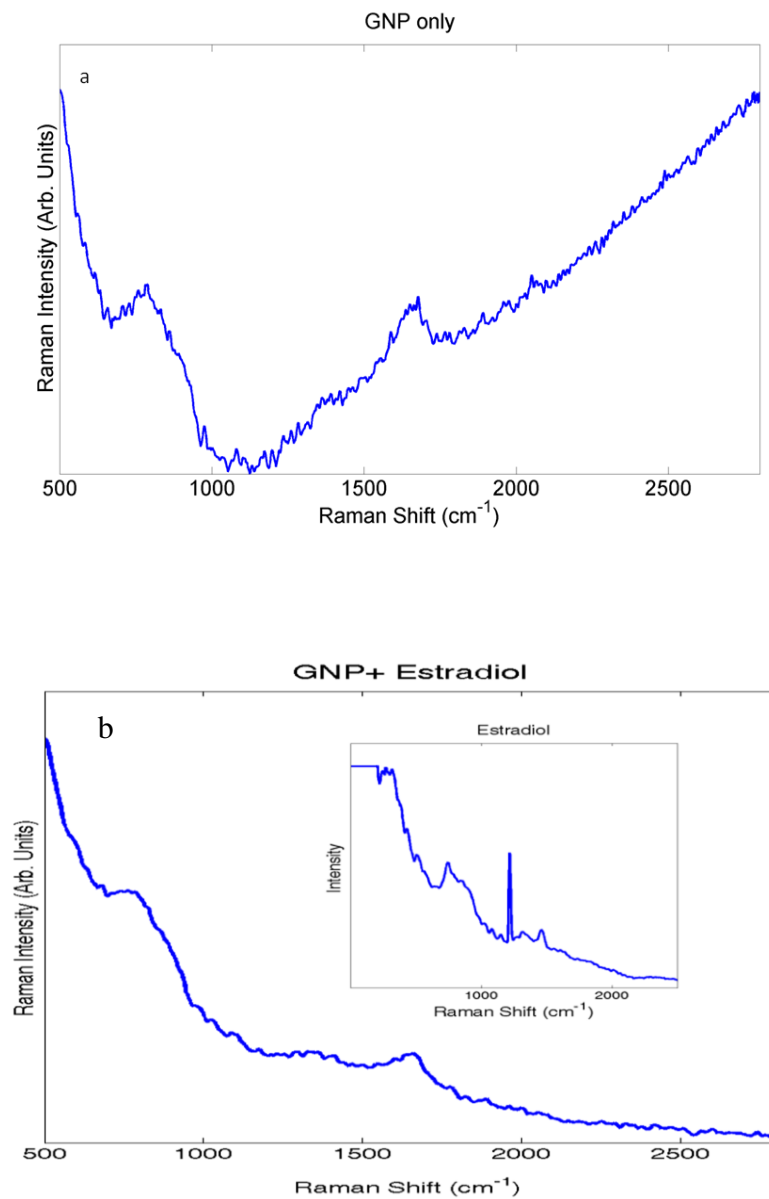 GNP only
a
Raman Intensity (Arb. Units)
500 1000 1500 2000 2500
Raman Shift (cm⁻¹)
GNP+ Estradiol
b
Raman Intensity (Arb. Units)
Estradiol
Intensity
1000 2000
Raman Shift (cm⁻¹)
500 1000 1500 2000 2500
Raman Shift (cm⁻¹)